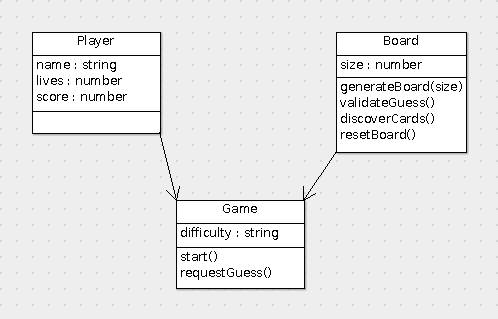 Player
name : string
lives : number
score : number
Board
size : number
generateBoard(size)
validateGuess()
discoverCards()
resetBoard()
Game
difficulty : string
start()
requestGuess()